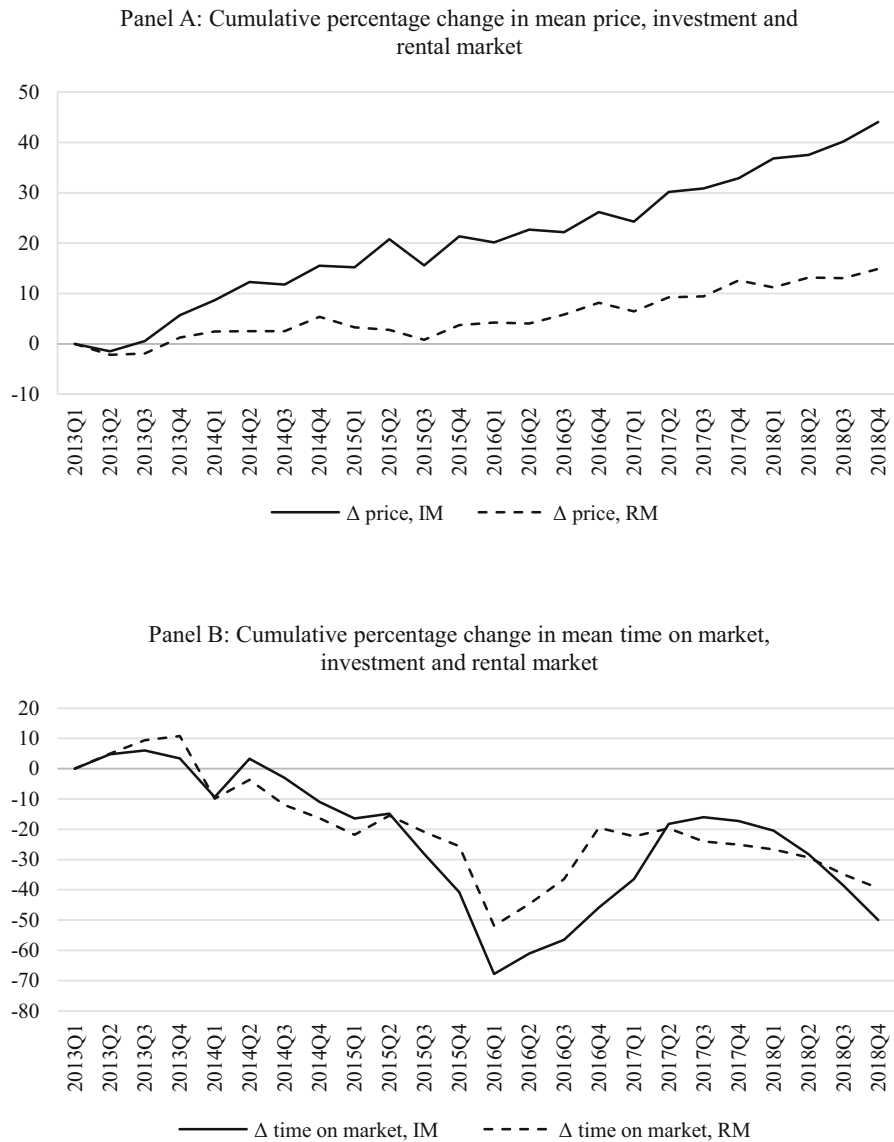 Panel A: Cumulative percentage change in mean price, investment and
rental market
50
40
30
20
10
0
-10
2013Q1
2013Q2
2013Q3
2013Q4
2014Q1
2014Q2
2014Q3
2014Q4
2015Q1
2015Q2
2015Q3
2015Q4
2016Q1
2016Q2
2016Q3
2016Q4
2017Q1
2017Q2
2017Q3
2017Q4
2018Q1
2018Q2
2018Q3
2018Q4
Δ price, IM Δ price, RM
Panel B: Cumulative percentage change in mean time on market,
investment and rental market
20
10
0
-10
-20
-30
-40
-50
-60
-70
-80
2013Q1
2013Q2
2013Q3
2013Q4
2014Q1
2014Q2
2014Q3
2014Q4
2015Q1
2015Q2
2015Q3
2015Q4
2016Q1
2016Q2
2016Q3
2016Q4
2017Q1
2017Q2
2017Q3
2017Q4
2018Q1
2018Q2
2018Q3
2018Q4
Δ time on market, IM Δ time on market, RM